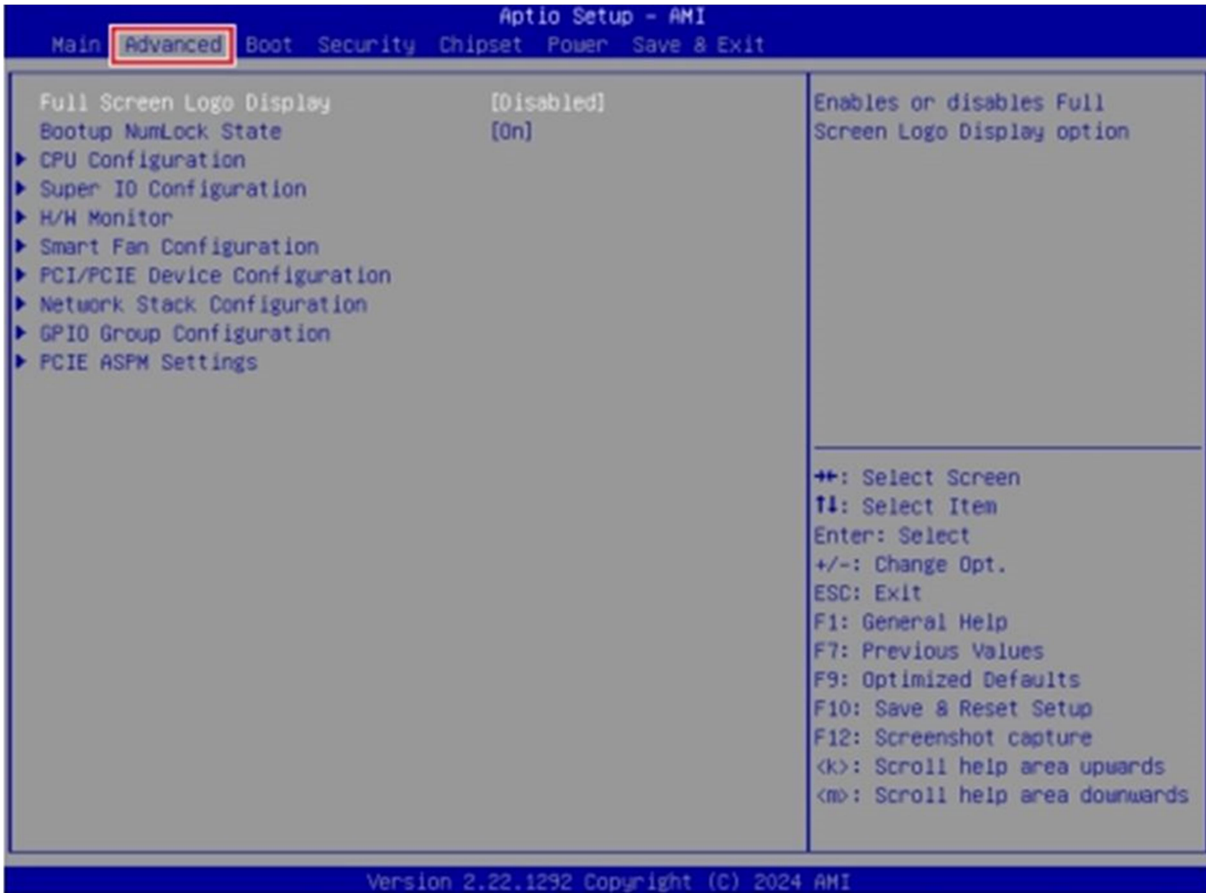 Aptio Setup - AMI
Main Advanced Boot Security Chipset Power Save & Exit
Full Screen Logo Display [Disabled]
Bootup NumLock State [On]
▶ CPU Configuration
▶ Super IO Configuration
▶ H/W Monitor
▶ Smart Fan Configuration
▶ PCI/PCIE Device Configuration
▶ Network Stack Configuration
▶ GPIO Group Configuration
▶ PCIE ASPM Settings
Enables or disables Full
Screen Logo Display option
→←: Select Screen
↑↓: Select Item
Enter: Select
+/-: Change Opt.
ESC: Exit
F1: General Help
F7: Previous Values
F9: Optimized Defaults
F10: Save & Reset Setup
F12: Screenshot capture
<k>: Scroll help area upwards
<m>: Scroll help area downwards
Version 2.22.1292 Copyright (C) 2024 AMI